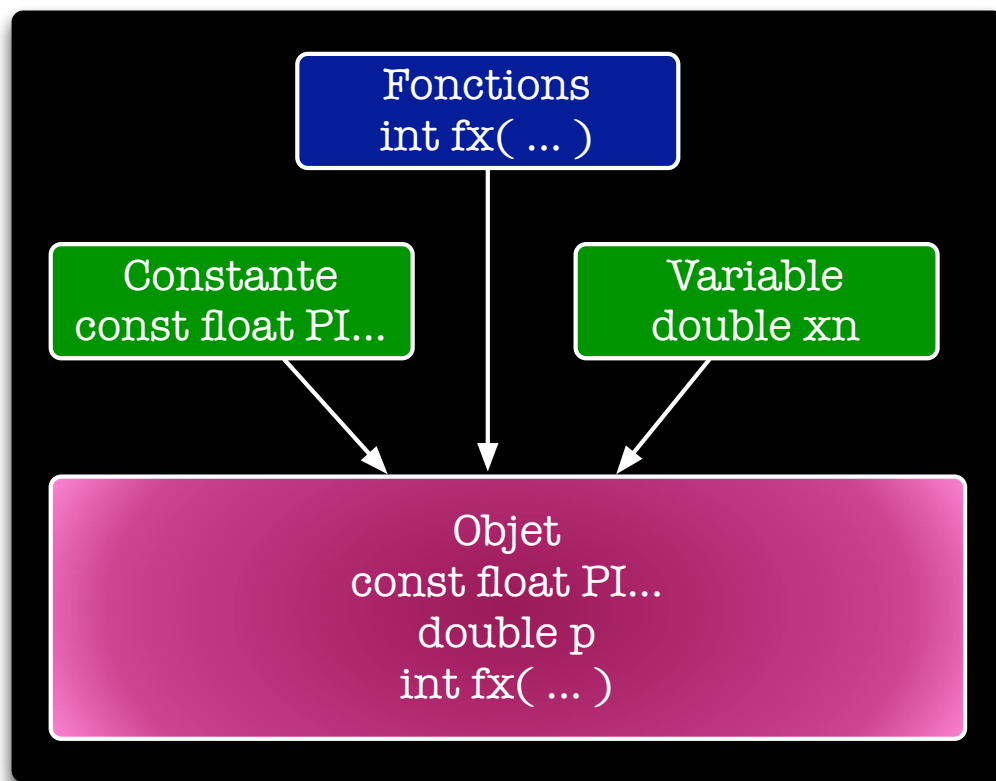 Fonctions
int fx( ... )
Constante
const float PI...
Variable
double xn
Objet
const float PI...
double p
int fx( ... )